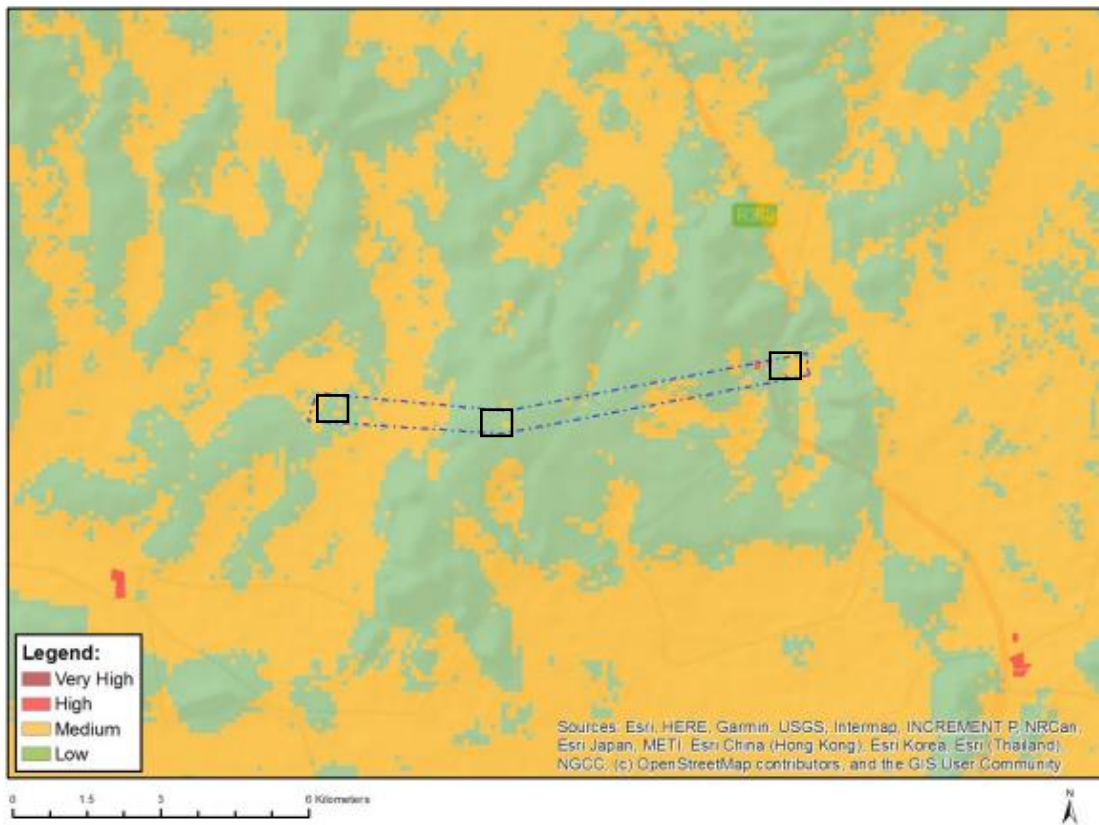 Legend:
Very High
High
Medium
Low
Sources: Esri, HERE, Garmin, USGS, Intermap, INCREMENT P, NRCan,
Esri Japan, METI, Esri China (Hong Kong), Esri Korea, Esri (Thailand),
NGCC, (c) OpenStreetMap contributors, and the GIS User Community
0 1.5 3 6 Kilometers
N